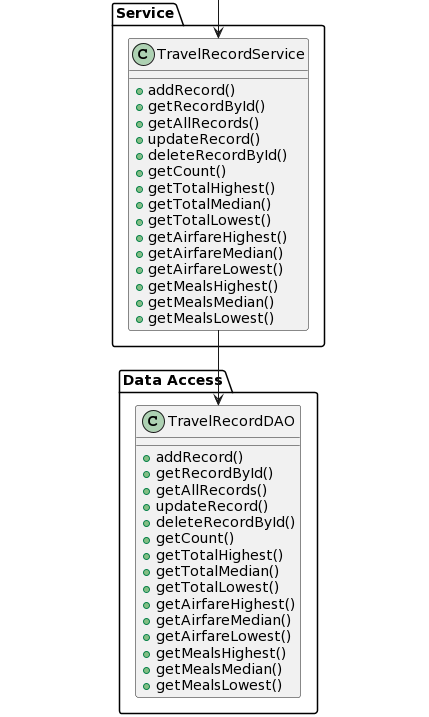 Service
C TravelRecordService
addRecord()
getRecordById()
getAllRecords()
updateRecord()
deleteRecordById()
getCount()
getTotalHighest()
getTotalMedian()
getTotalLowest()
getAirfareHighest()
getAirfareMedian()
getAirfareLowest()
getMealsHighest()
getMealsMedian()
getMealsLowest()
Data Access
C TravelRecordDAO
addRecord()
getRecordById()
getAllRecords()
updateRecord()
deleteRecordById()
getCount()
getTotalHighest()
getTotalMedian()
getTotalLowest()
getAirfareHighest()
getAirfareMedian()
getAirfareLowest()
getMealsHighest()
getMealsMedian()
getMealsLowest()